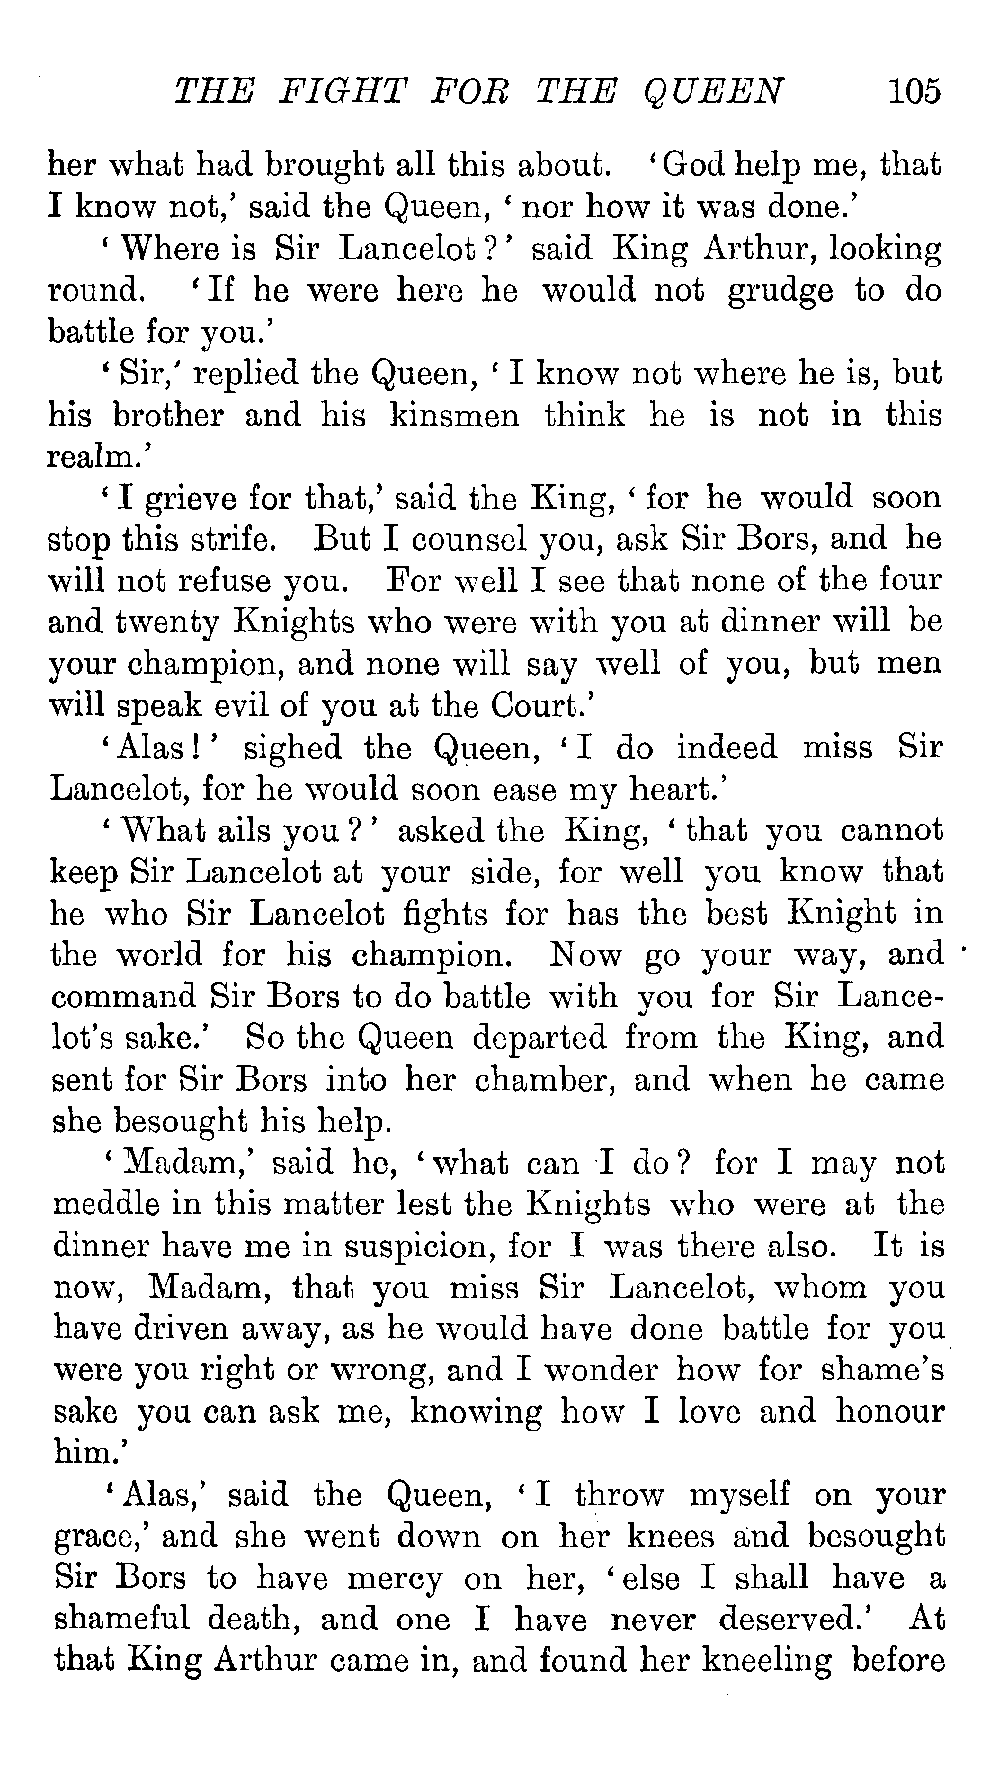 THE FIGHT FOR THE QUEEN 105
her what had brought all this about. ‘God help me, that
I know not,’ said the Queen, ‘nor how it was done.’
‘Where is Sir Lancelot?’ said King Arthur, looking
round. ‘If he were here he would not grudge to do
battle for you.’
‘Sir,’ replied the Queen, ‘I know not where he is, but
his brother and his kinsmen think he is not in this
realm.’
‘I grieve for that,’ said the King, ‘for he would soon
stop this strife. But I counsel you, ask Sir Bors, and he
will not refuse you. For well I see that none of the four
and twenty Knights who were with you at dinner will be
your champion, and none will say well of you, but men
will speak evil of you at the Court.’
‘Alas!’ sighed the Queen, ‘I do indeed miss Sir
Lancelot, for he would soon ease my heart.’
‘What ails you?’ asked the King, ‘that you cannot
keep Sir Lancelot at your side, for well you know that
he who Sir Lancelot fights for has the best Knight in
the world for his champion. Now go your way, and
command Sir Bors to do battle with you for Sir Lance-
lot’s sake.’ So the Queen departed from the King, and
sent for Sir Bors into her chamber, and when he came
she besought his help.
‘Madam,’ said he, ‘what can I do? for I may not
meddle in this matter lest the Knights who were at the
dinner have me in suspicion, for I was there also. It is
now, Madam, that you miss Sir Lancelot, whom you
have driven away, as he would have done battle for you
were you right or wrong, and I wonder how for shame’s
sake you can ask me, knowing how I love and honour
him.’
‘Alas,’ said the Queen, ‘I throw myself on your
grace,’ and she went down on her knees and besought
Sir Bors to have mercy on her, ‘else I shall have a
shameful death, and one I have never deserved.’ At
that King Arthur came in, and found her kneeling before